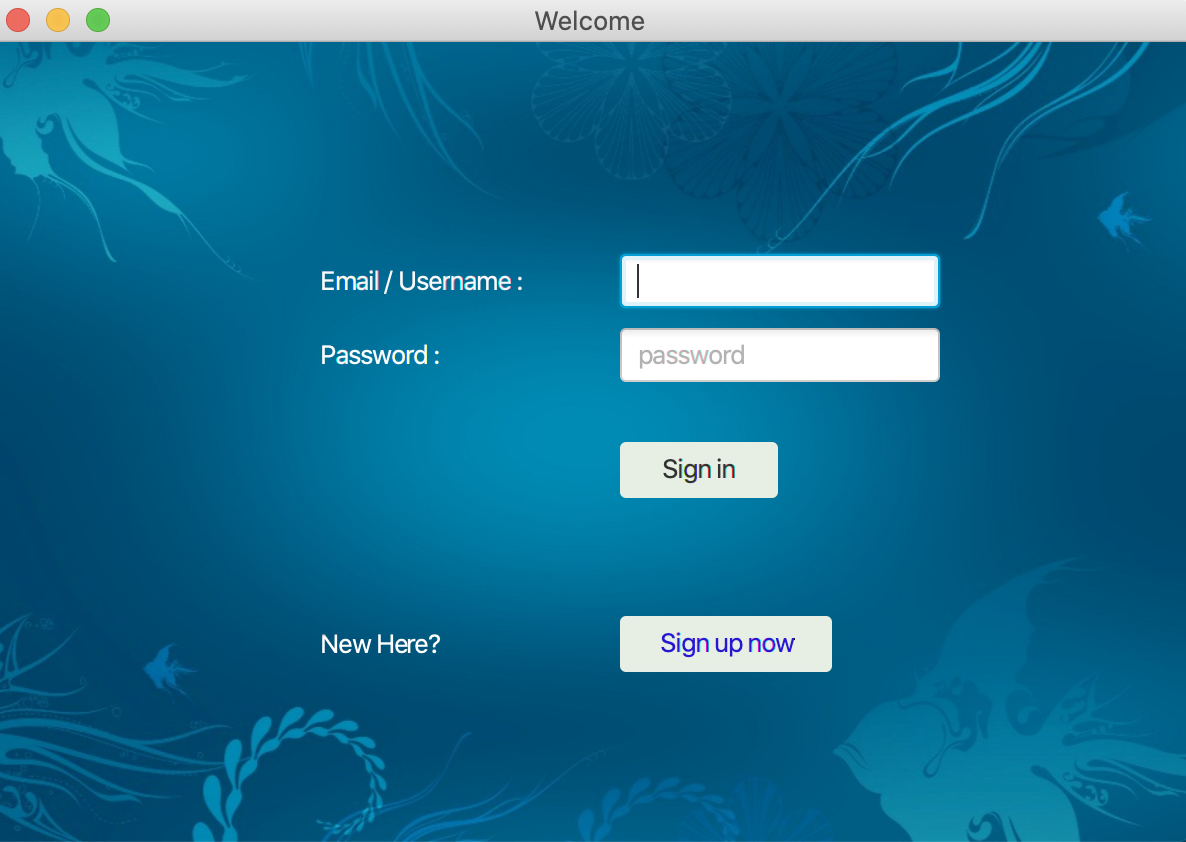 Welcome
Email / Username :
Password :
password
Sign in
New Here?
Sign up now